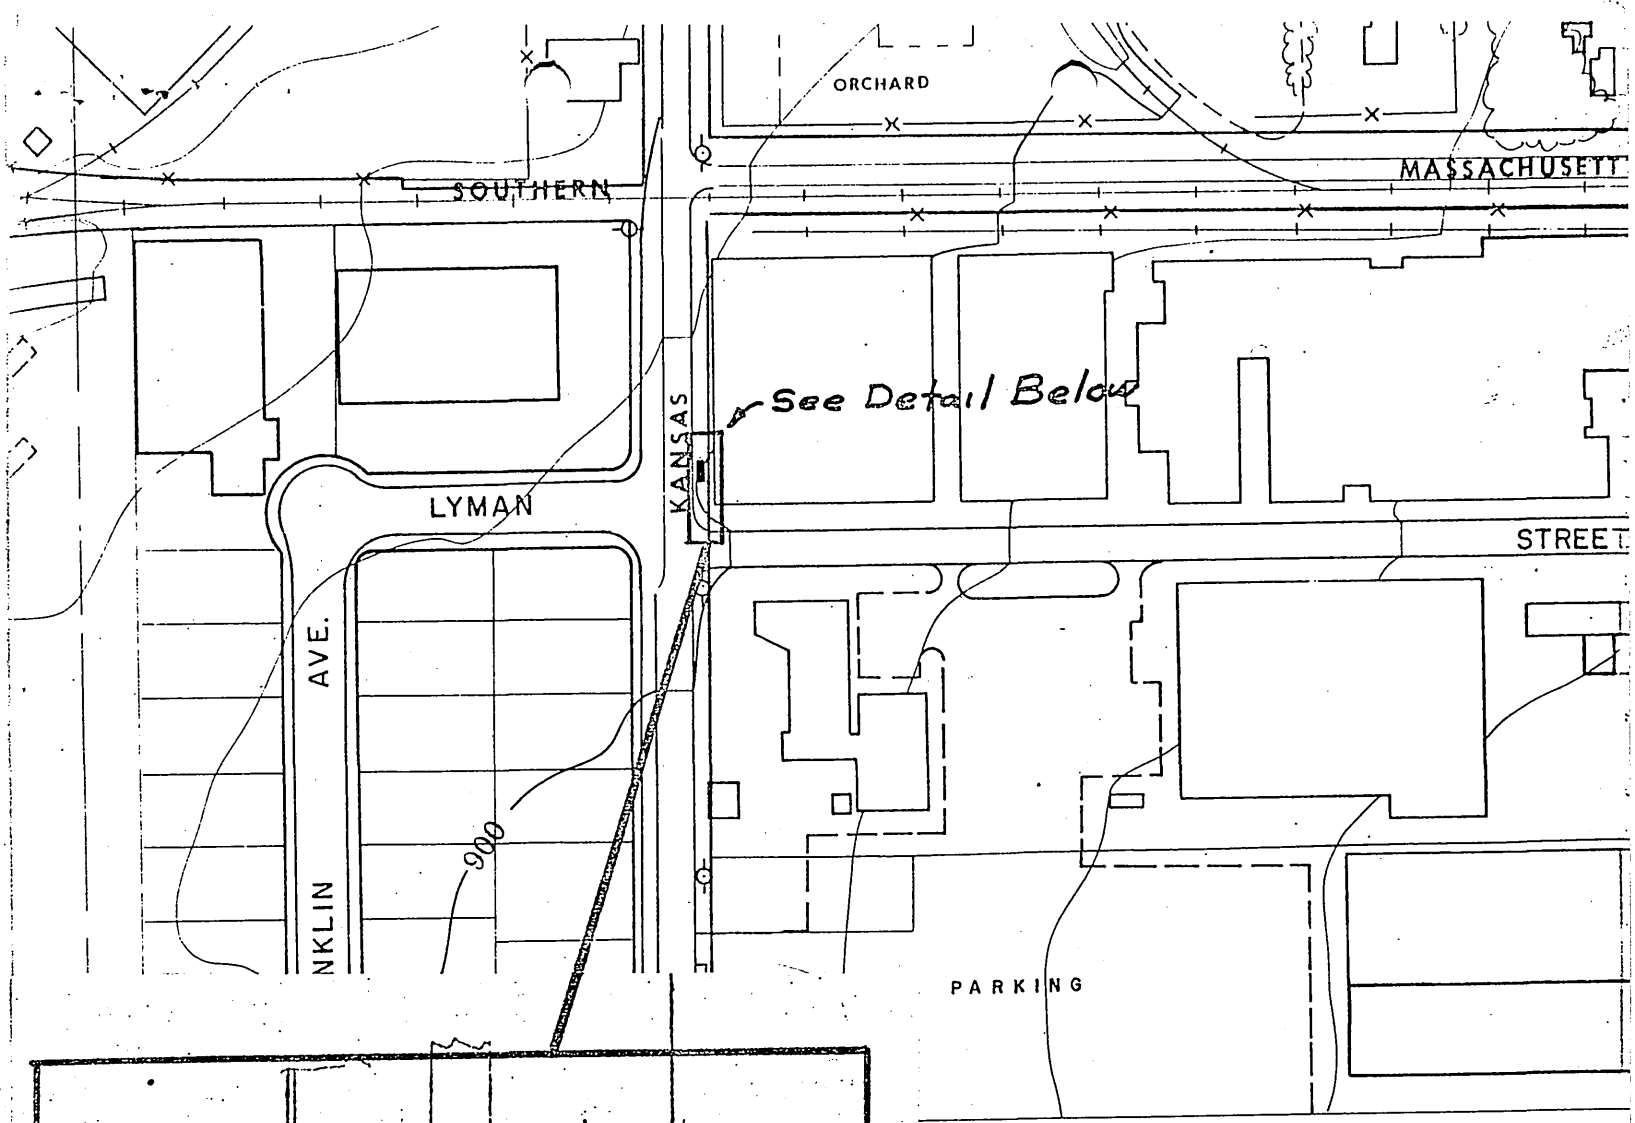 ORCHARD
MASSACHUSETT
SOUTHERN
See Detail Below
KANSAS
LYMAN
STREET
AVE.
900
NKLIN
PARKING